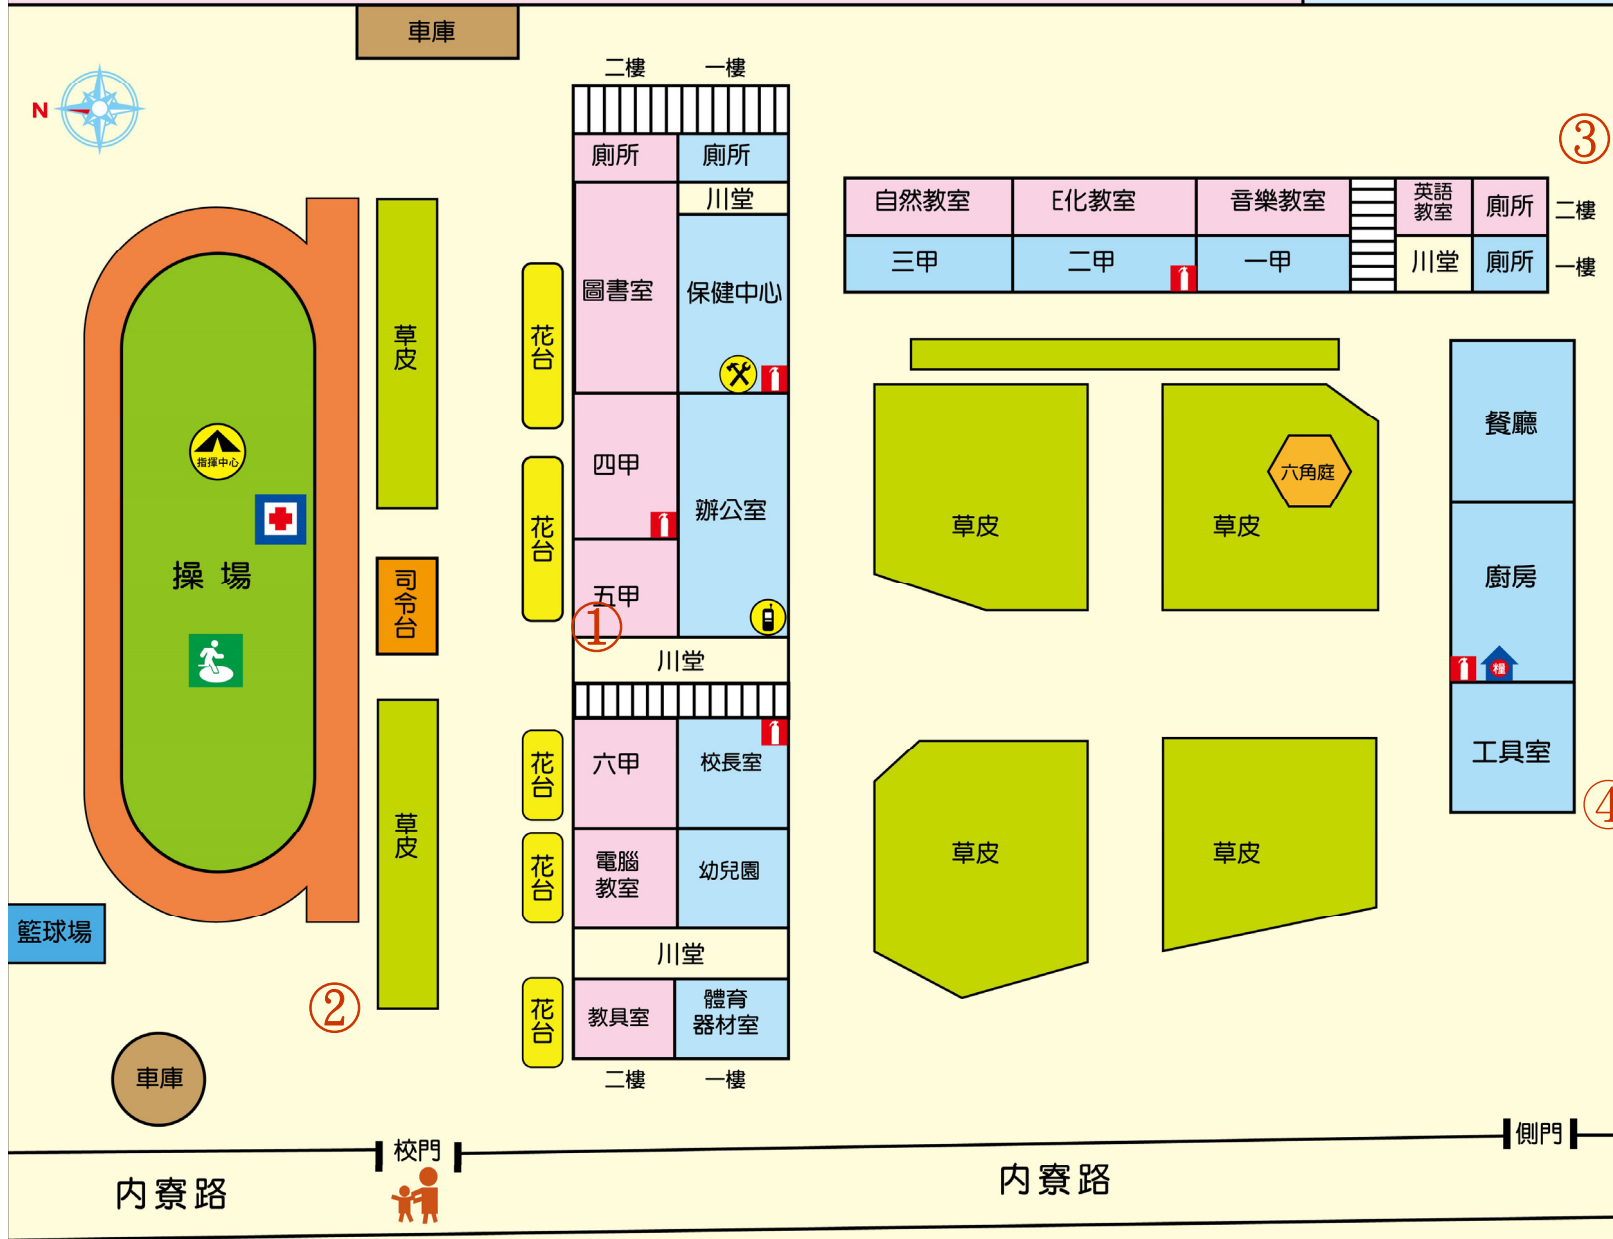 車庫
二樓
一樓
N
③
廁所
廁所
川堂
圖書室
保健中心
自然教室
E化教室
音樂教室
英語
教室
廁所
二樓
三甲
二甲
一甲
川堂
廁所
一樓
草皮
花台
指揮中心
操場
司令台
草皮
花台
四甲
辦公室
五甲
①
川堂
花台
六甲
校長室
花台
電腦
教室
幼兒園
川堂
花台
教具室
體育
器材室
二樓
一樓
草皮
草皮
六角庭
草皮
草皮
餐廳
廚房
糧
工具室
④
籃球場
②
車庫
校門
側門
內寮路
內寮路